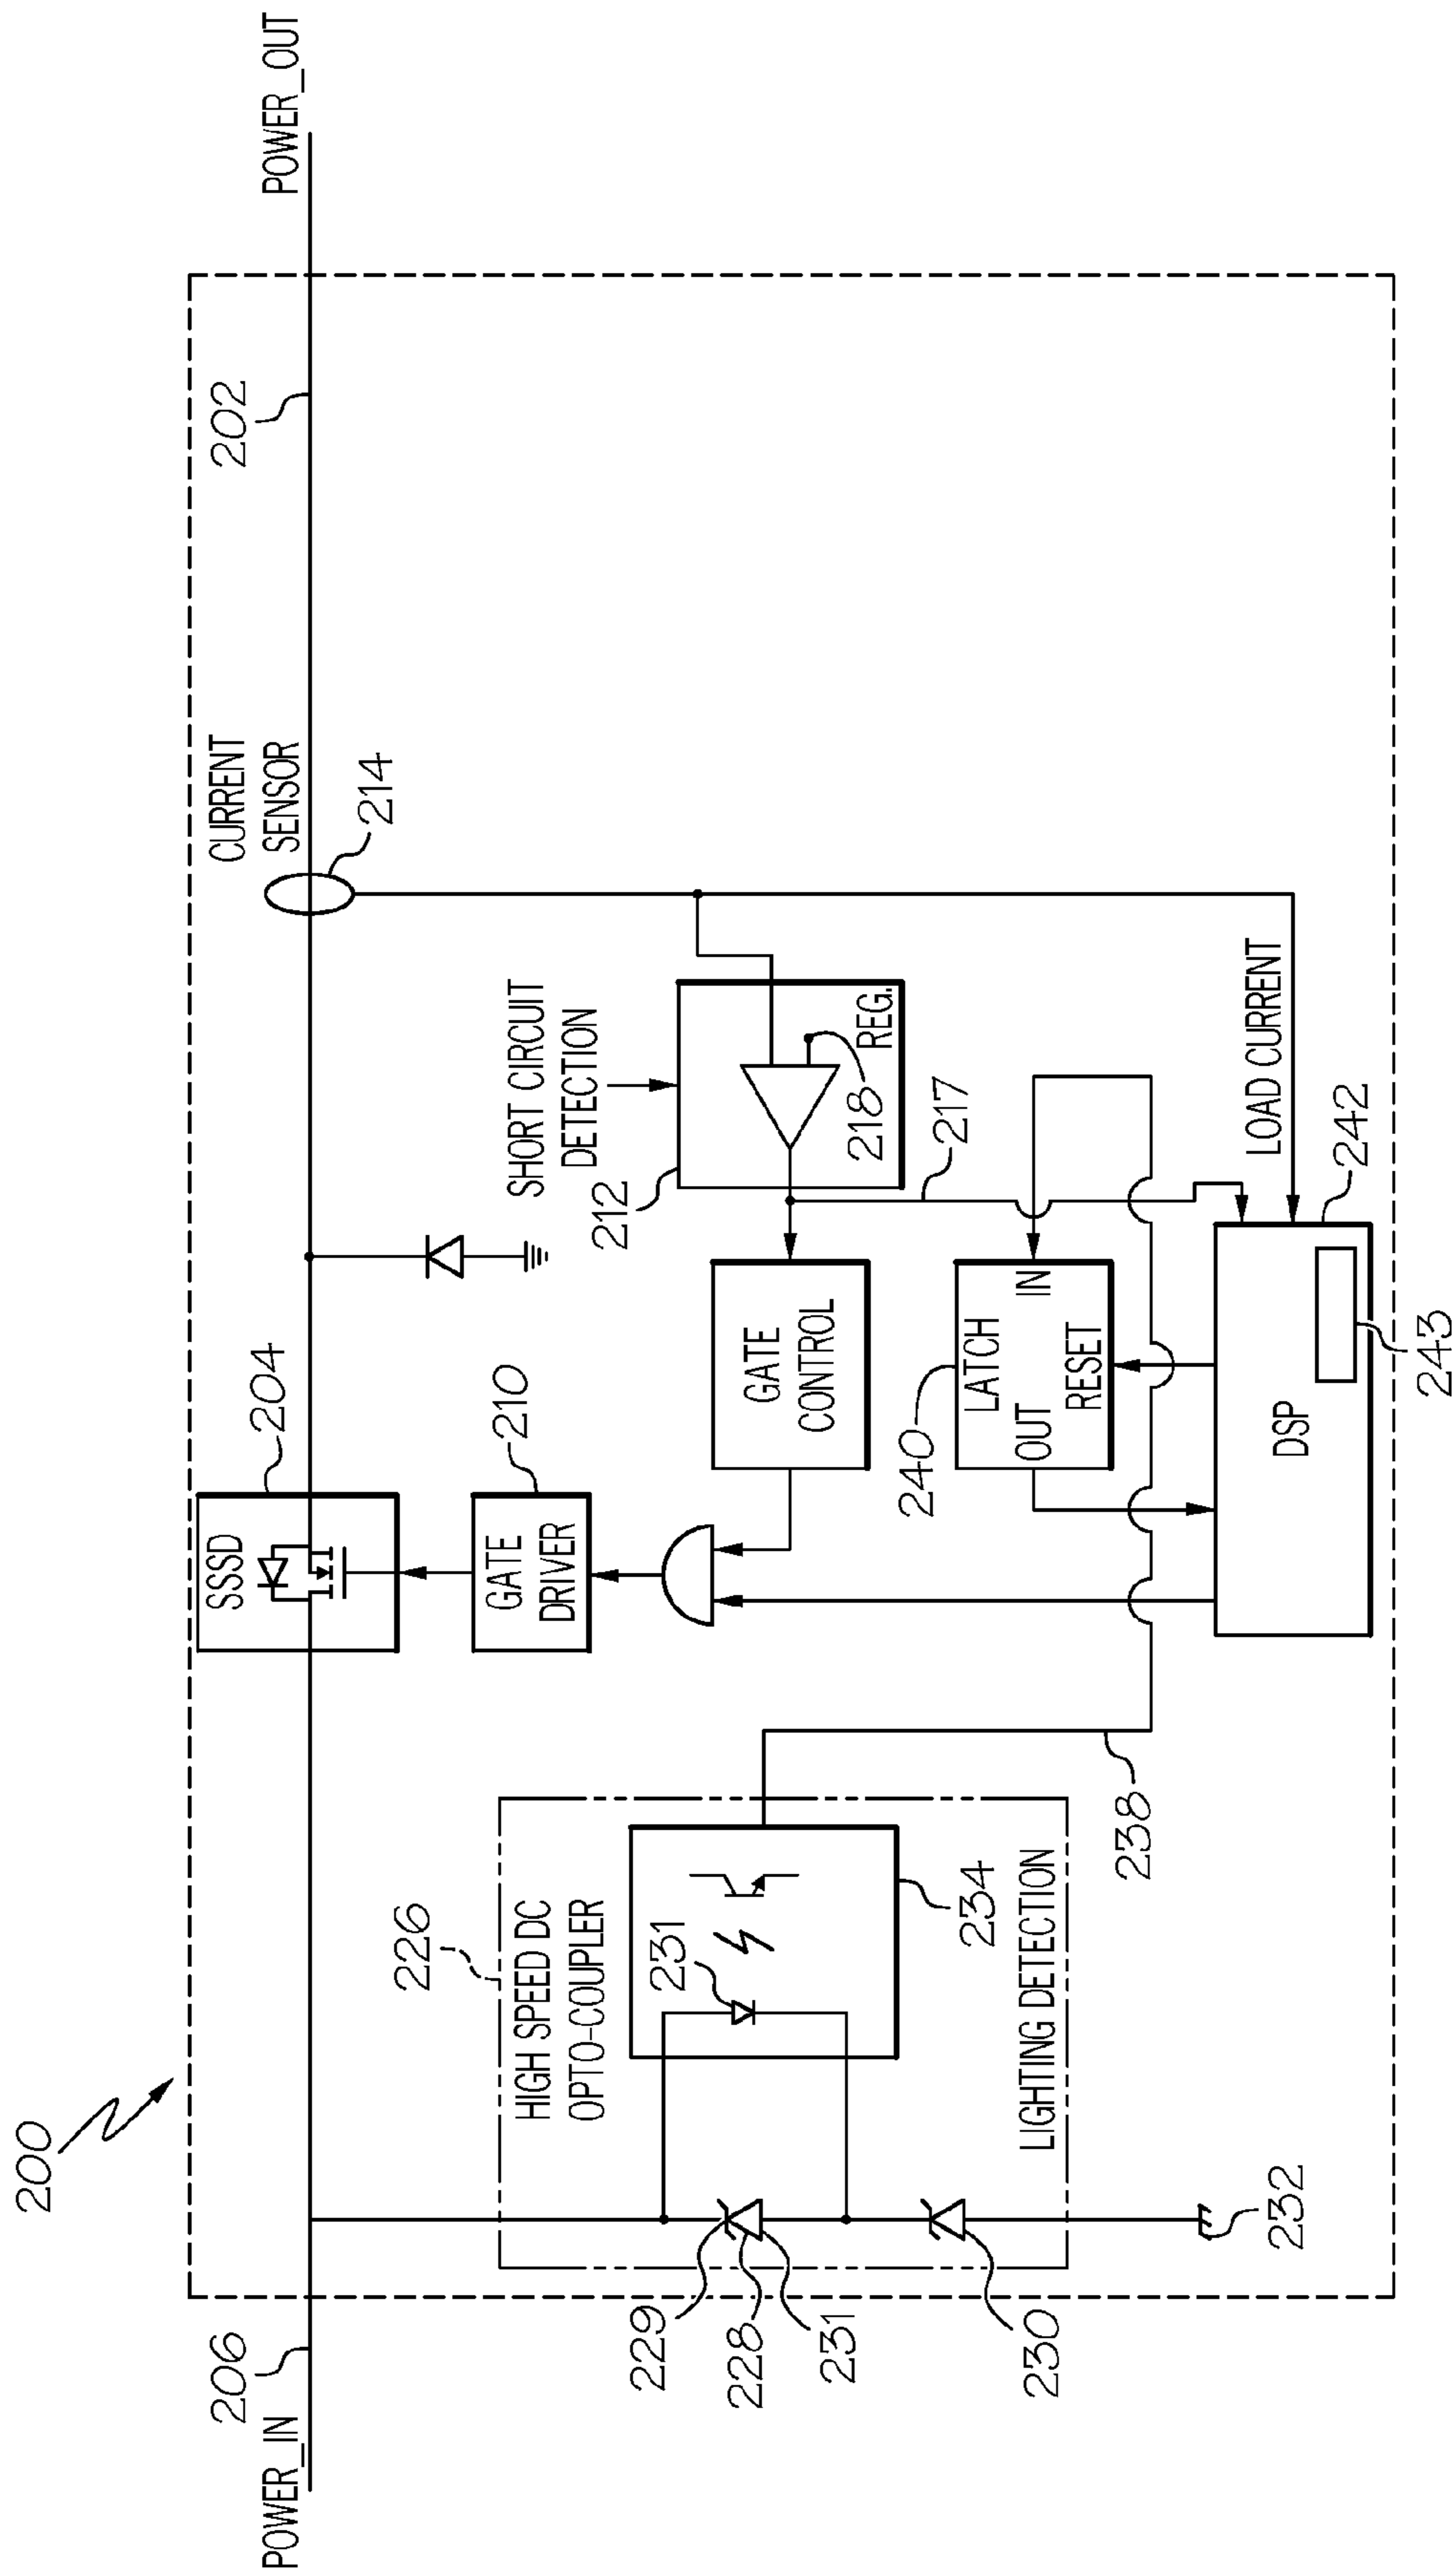 200
POWER_IN
206
SSSD
204
CURRENT
SENSOR
214
202
POWER_OUT
226
HIGH SPEED DC
OPTO-COUPLER
231
234
LIGHTING DETECTION
229
228
231
230
232
238
GATE
DRIVER
210
GATE
CONTROL
SHORT CIRCUIT
DETECTION
212
218
REG.
217
240
LATCH
OUT
IN
RESET
LOAD CURRENT
DSP
242
243